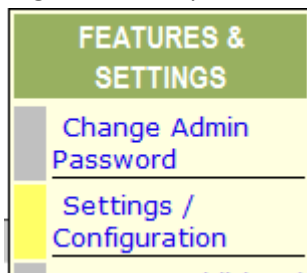 FEATURES &
SETTINGS
Change Admin
Password
Settings /
Configuration